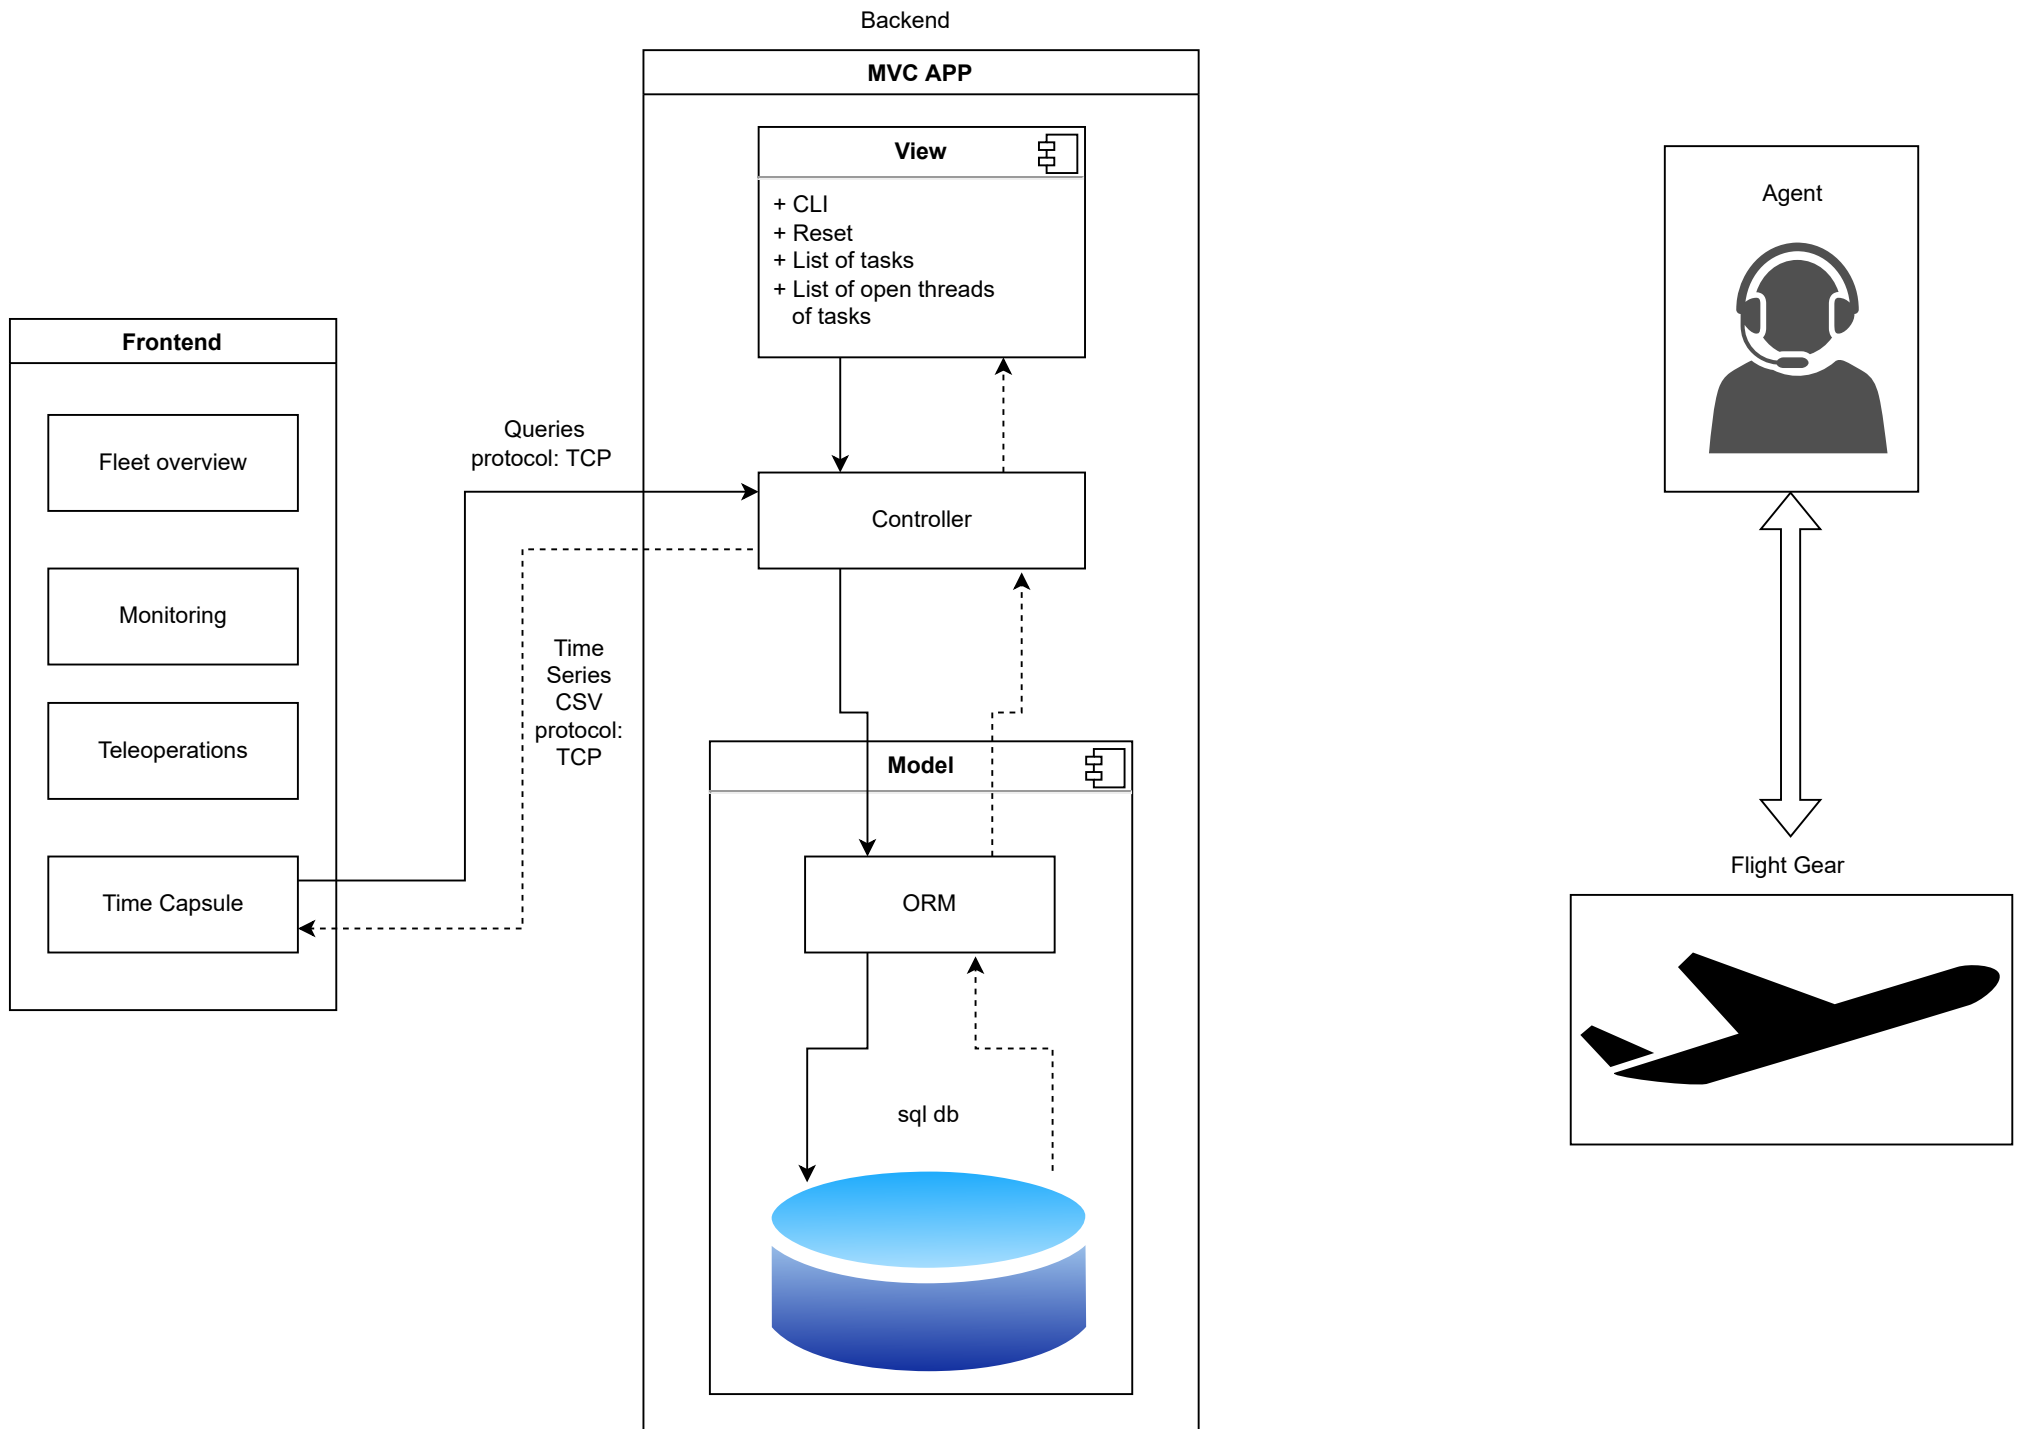 Backend
MVC APP
View
+ CLI
+ Reset
+ List of tasks
+ List of open threads
of tasks
Agent
Frontend
Fleet overview
Monitoring
Teleoperations
Time Capsule
Queries
protocol: TCP
Controller
Time
Series
CSV
protocol:
TCP
Model
ORM
sql db
Flight Gear